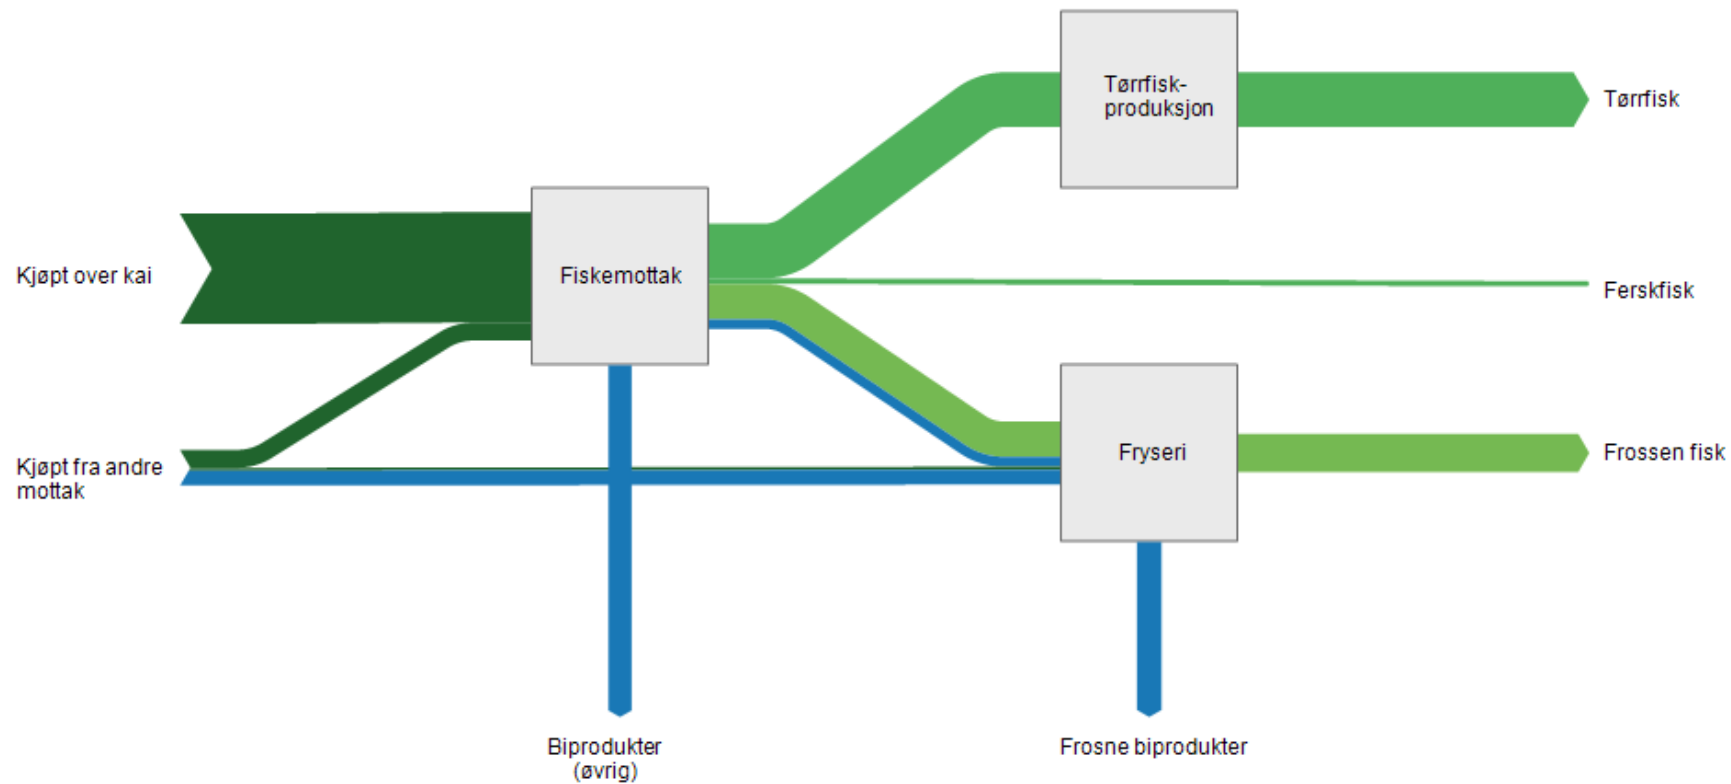 Tørrfisk-
produksjon
Tørrfisk
Kjøpt over kai
Fiskemottak
Ferskfisk
Kjøpt fra andre
mottak
Fryseri
Frossen fisk
Biprodukter
(øvrig)
Frosne biprodukter